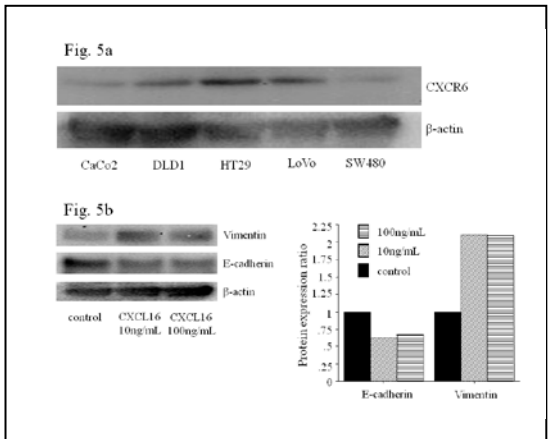 Fig. 5a
CXCR6
β-actin
CaCo2 DLD1 HT29 LoVo SW480
Fig. 5b
Vimentin
E-cadherin
β-actin
control CXCL16 CXCL16
10ng/mL 100ng/mL
Protein expression ratio
2.25
2
1.75
1.5
1.25
1
.75
.5
.25
0
100ng/mL
10ng/mL
control
E-cadherin Vimentin